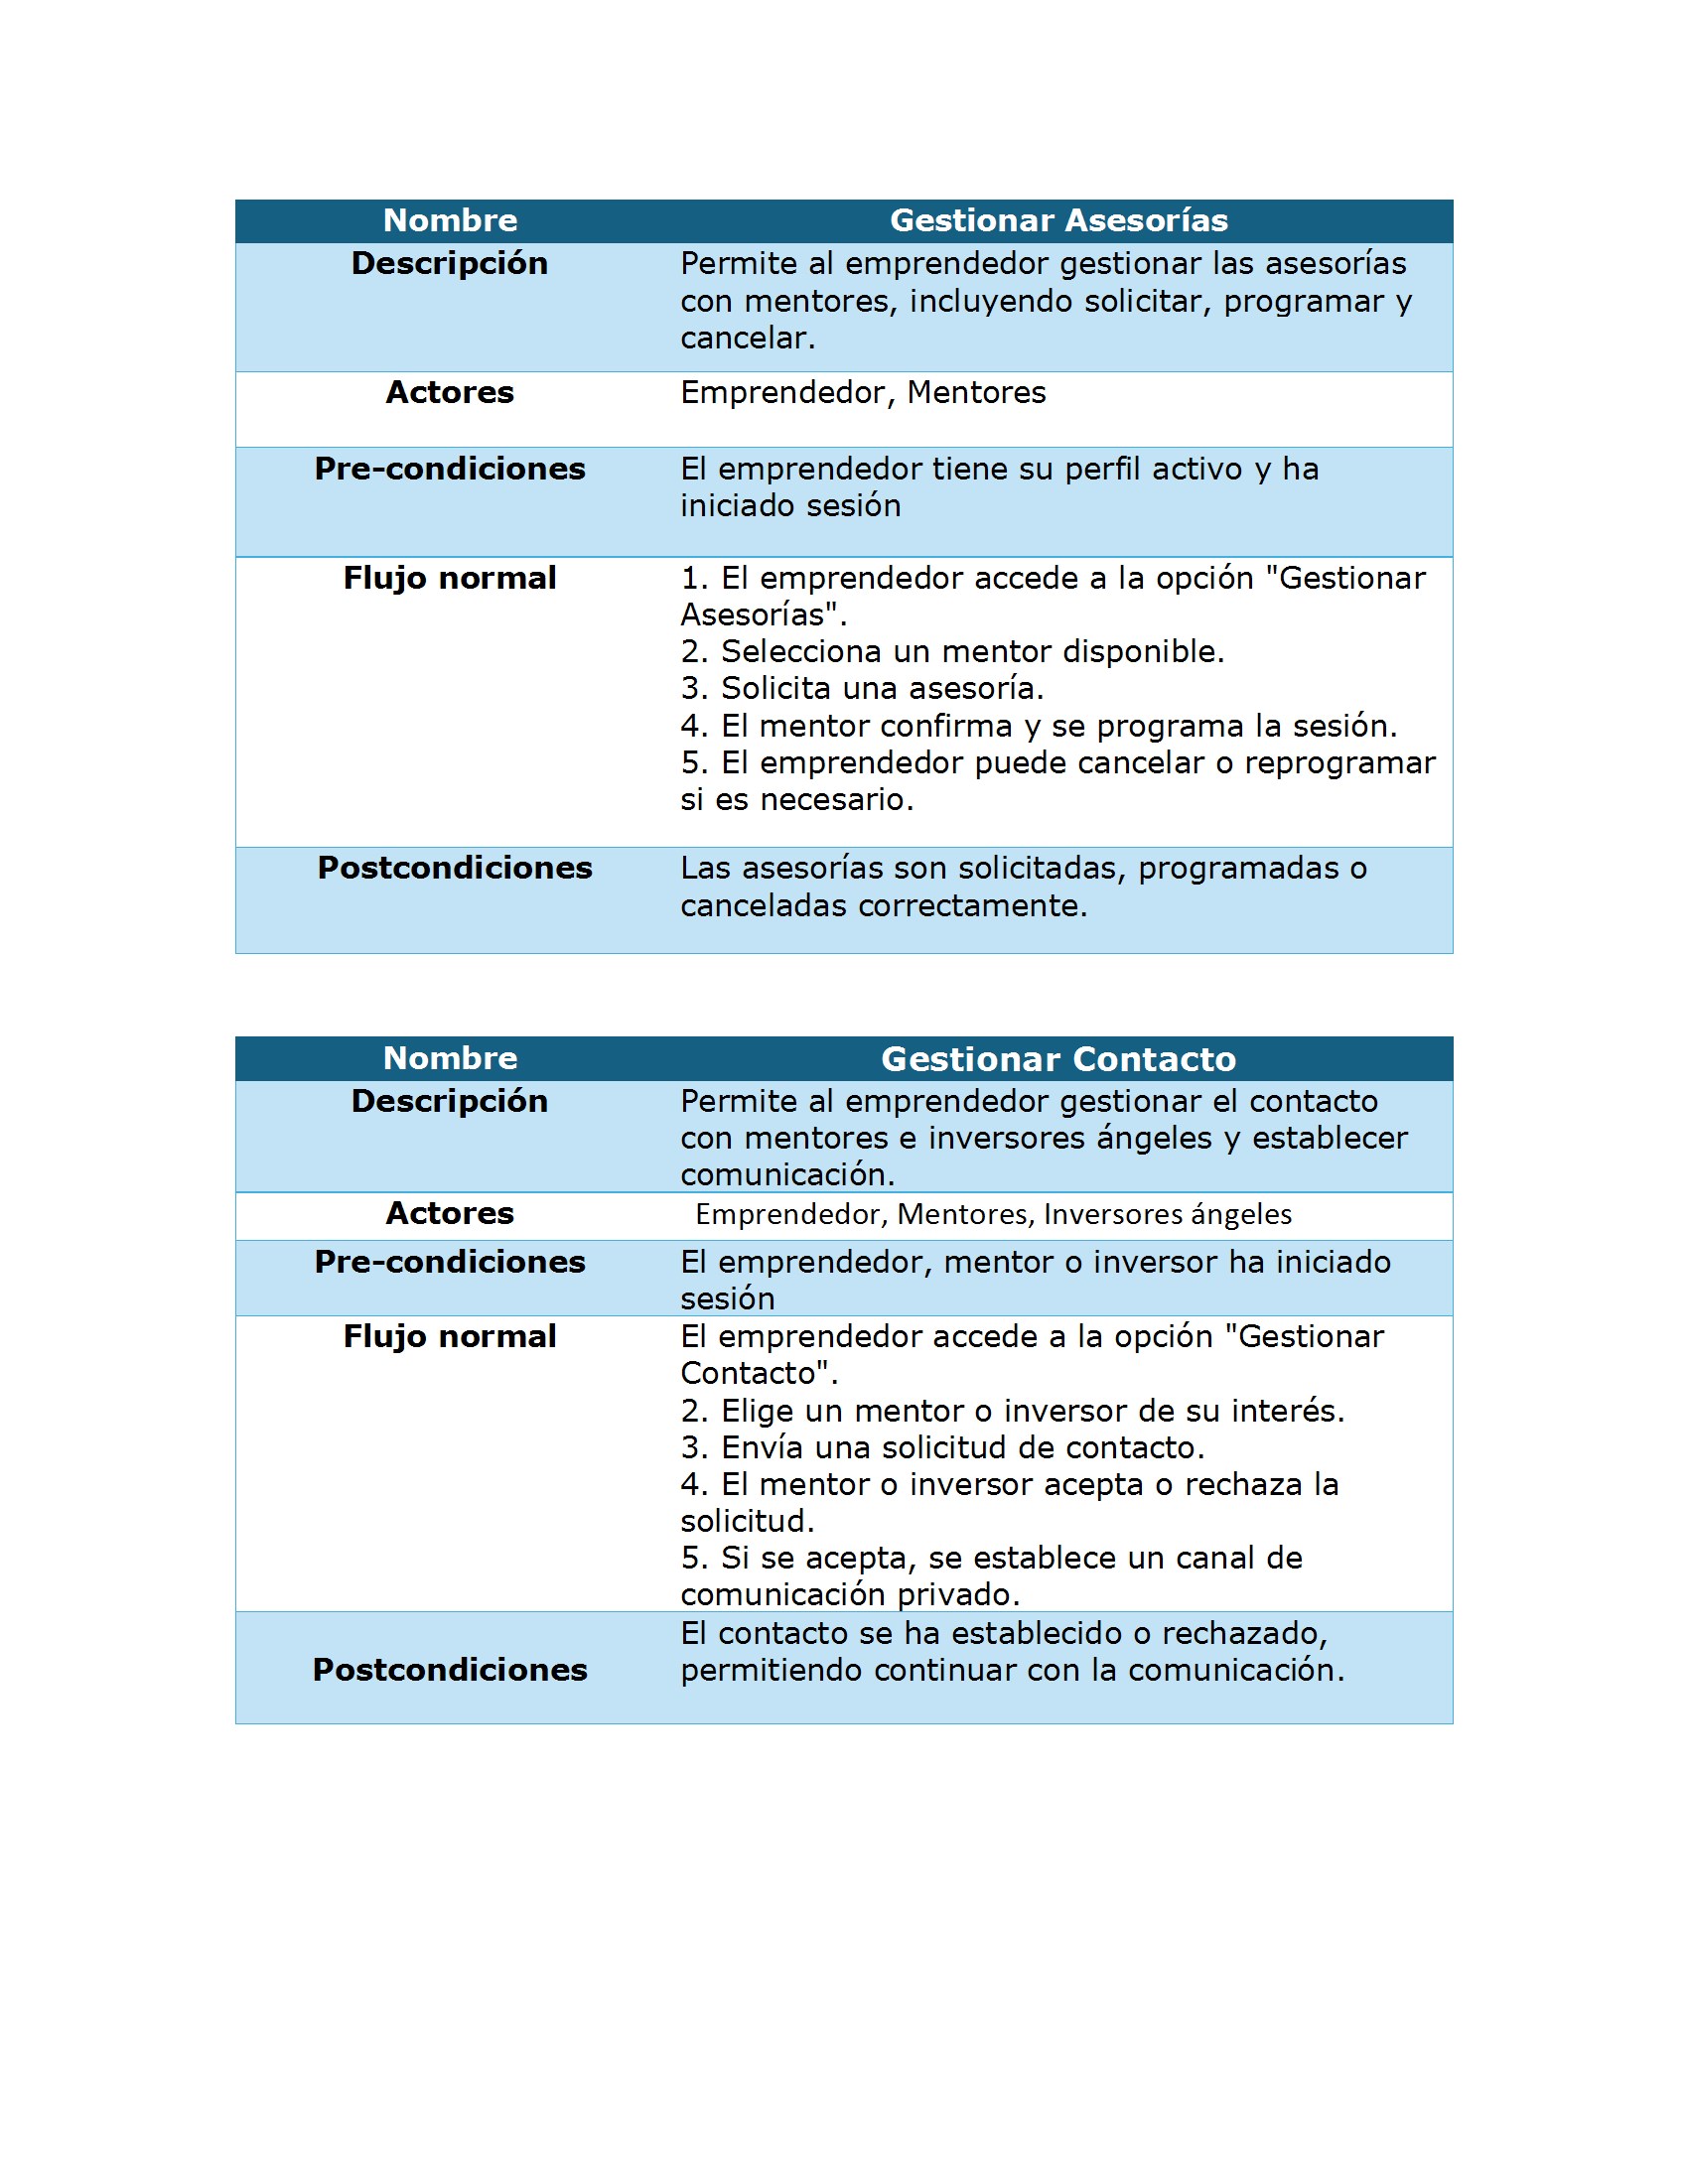 Nombre Gestionar Asesorías
Descripción Permite al emprendedor gestionar las asesorías
con mentores, incluyendo solicitar, programar y
cancelar.
Actores Emprendedor, Mentores
Pre-condiciones El emprendedor tiene su perfil activo y ha
iniciado sesión
Flujo normal 1. El emprendedor accede a la opción "Gestionar
Asesorías".
2. Selecciona un mentor disponible.
3. Solicita una asesoría.
4. El mentor confirma y se programa la sesión.
5. El emprendedor puede cancelar o reprogramar
si es necesario.
Postcondiciones Las asesorías son solicitadas, programadas o
canceladas correctamente.
Nombre Gestionar Contacto
Descripción Permite al emprendedor gestionar el contacto
con mentores e inversores ángeles y establecer
comunicación.
Actores Emprendedor, Mentores, Inversores ángeles
Pre-condiciones El emprendedor, mentor o inversor ha iniciado
sesión
Flujo normal El emprendedor accede a la opción "Gestionar
Contacto".
2. Elige un mentor o inversor de su interés.
3. Envía una solicitud de contacto.
4. El mentor o inversor acepta o rechaza la
solicitud.
5. Si se acepta, se establece un canal de
comunicación privado.
El contacto se ha establecido o rechazado,
Postcondiciones permitiendo continuar con la comunicación.